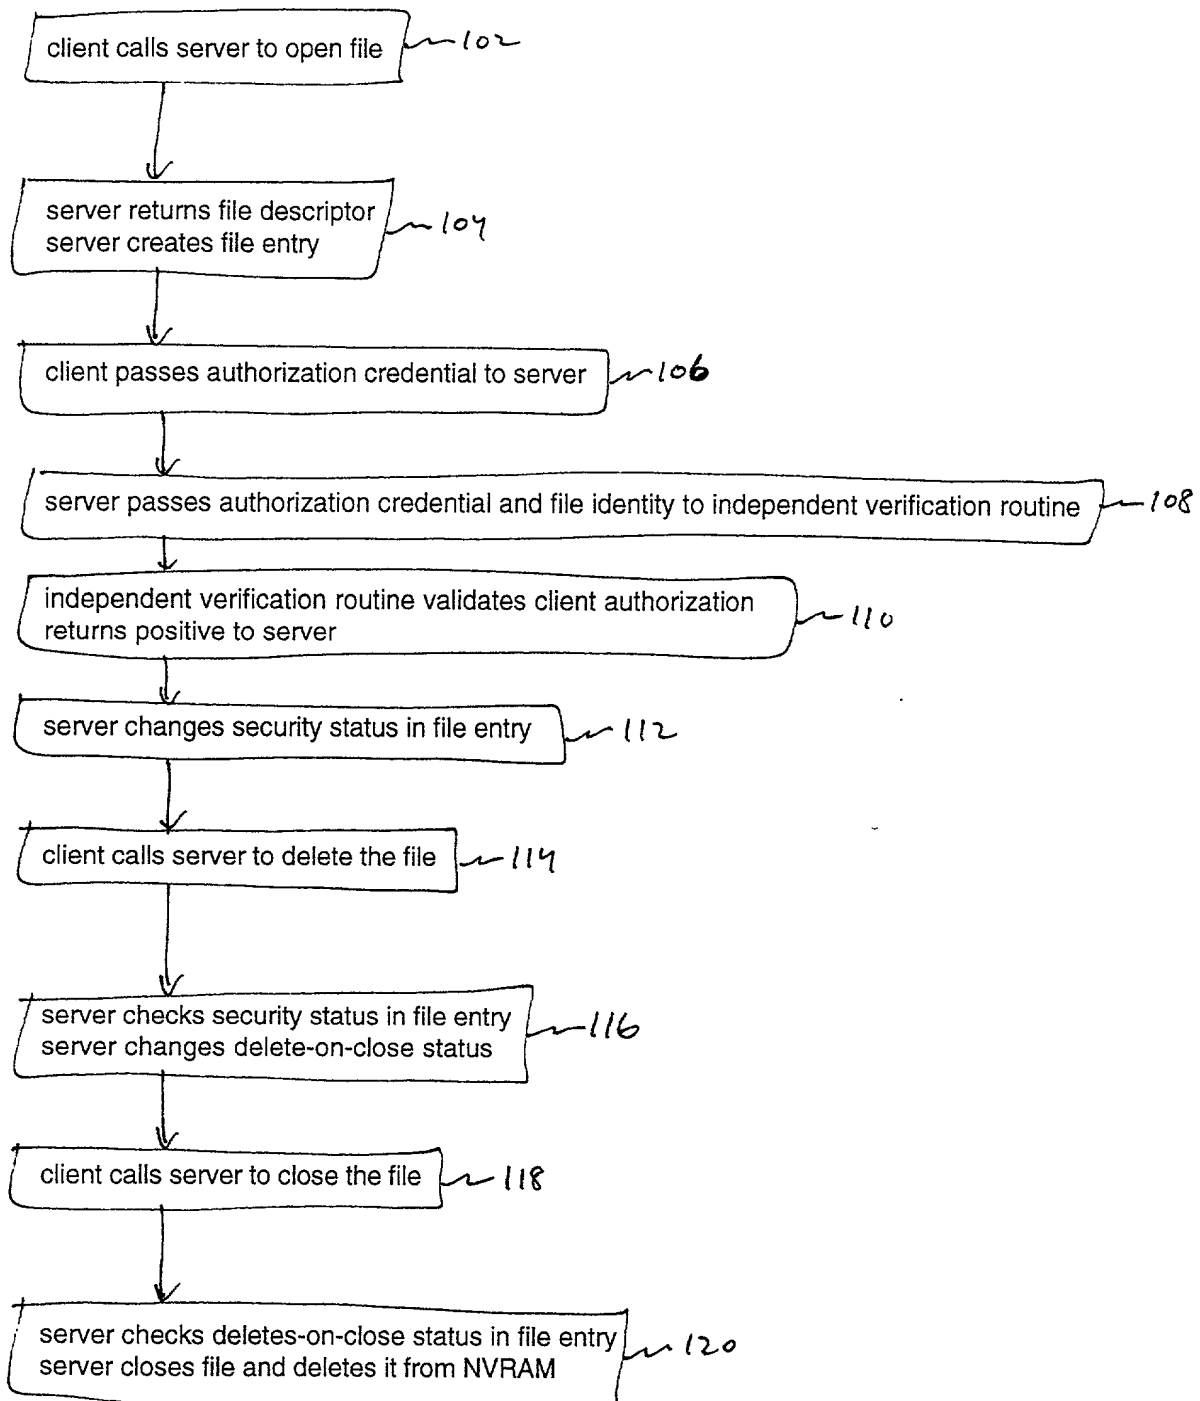 client calls server to open file 102
server returns file descriptor
server creates file entry 104
client passes authorization credential to server 106
server passes authorization credential and file identity to independent verification routine 108
independent verification routine validates client authorization
returns positive to server 110
server changes security status in file entry 112
client calls server to delete the file 114
server checks security status in file entry
server changes delete-on-close status 116
client calls server to close the file 118
server checks deletes-on-close status in file entry
server closes file and deletes it from NVRAM 120